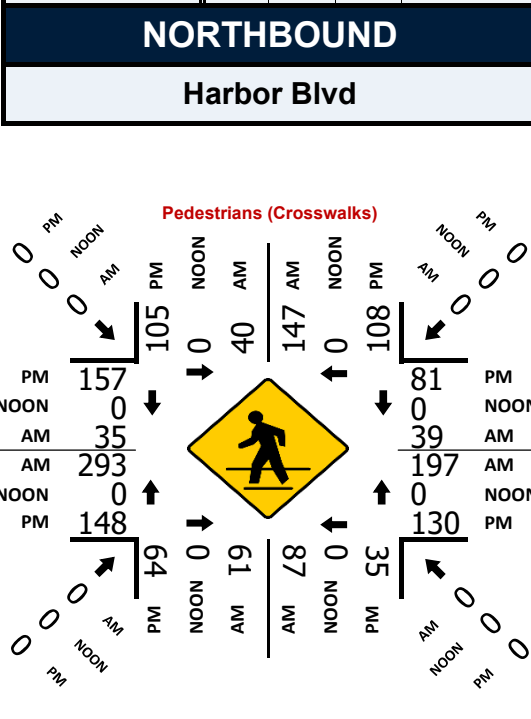 NORTHBOUND
Harbor Blvd
Pedestrians (Crosswalks)
0 PM
0 NOON
0 AM
PM 105
NOON 0
AM 40
AM 147
NOON 0
PM 108
PM 0
NOON 0
AM 0
PM 157
NOON 0
AM 35
AM 293
NOON 0
PM 148
81 PM
0 NOON
39 AM
197 AM
0 NOON
130 PM
64 PM
0 NOON
61 AM
87 AM
0 NOON
35 PM
0 AM
0 NOON
0 PM
0 AM
0 NOON
0 PM